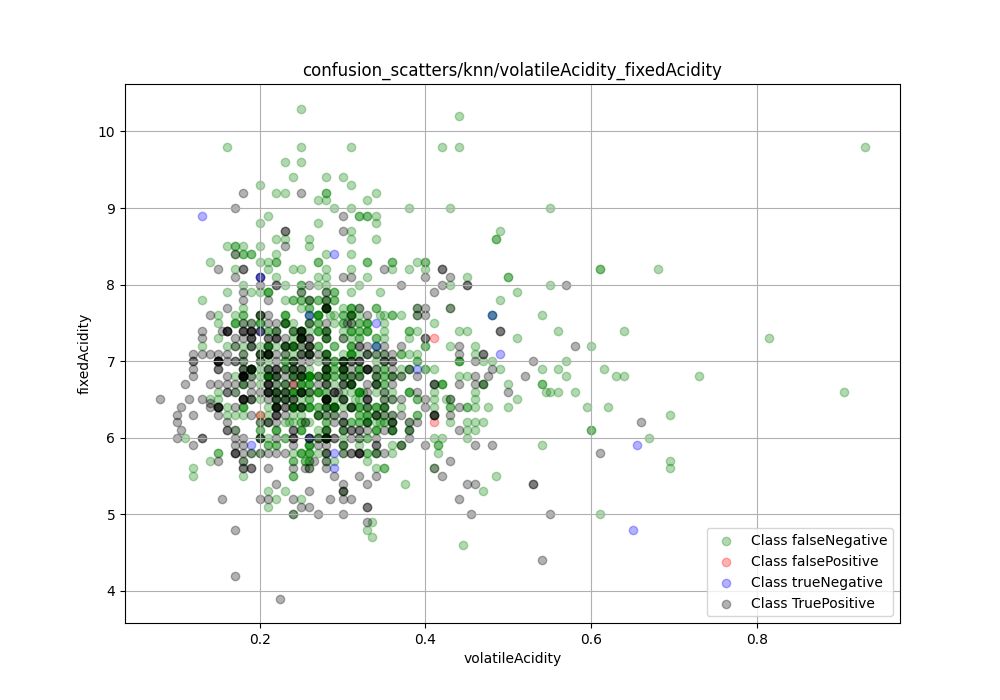 confusion_scatters/knn/volatileAcidity_fixedAcidity
10
9
8
7
6
5
4
fixedAcidity
0.2 0.4 0.6 0.8
volatileAcidity
Class falseNegative
Class falsePositive
Class trueNegative
Class TruePositive